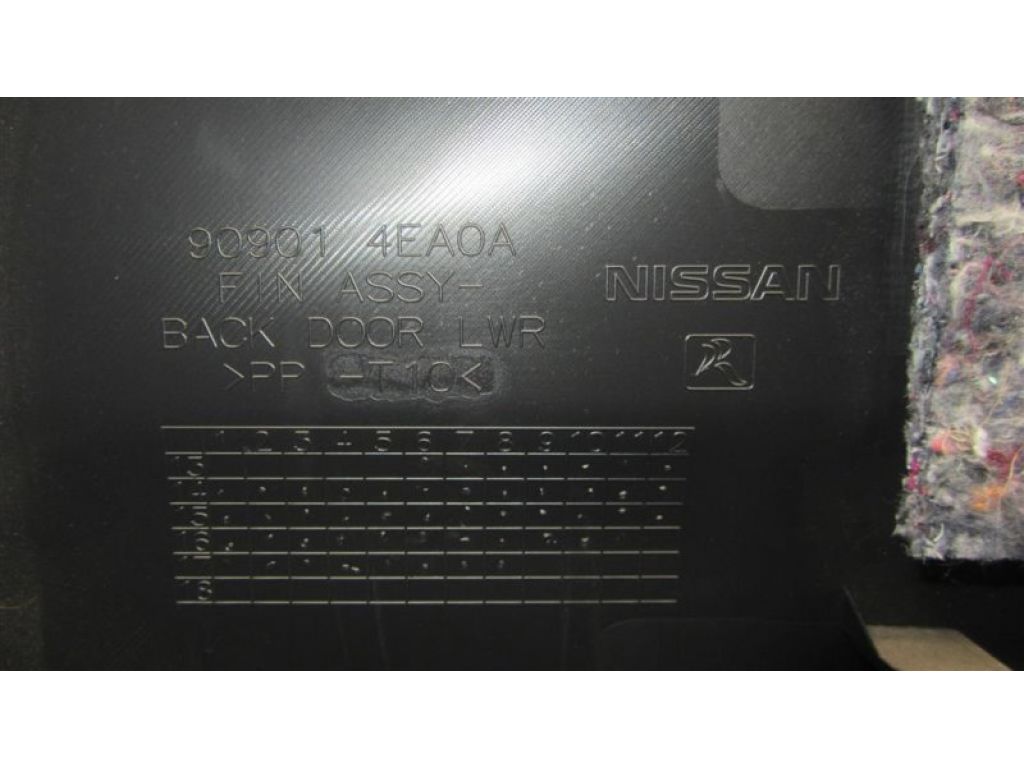 90901 4EA0A
FIN ASSY-
BACK DOOR LWR
>PP -T10<
NISSAN
1 2 3 4 5 6 7 8 9 10 11 12